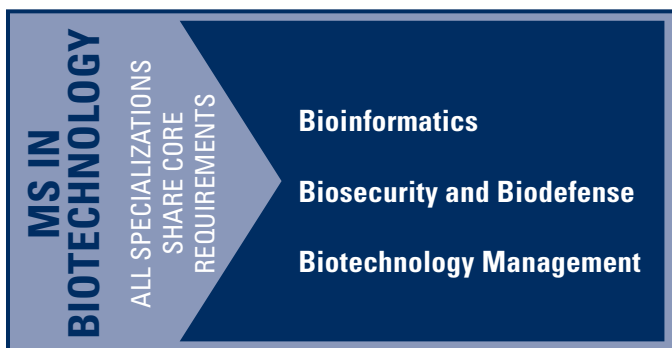 MS IN
BIOTECHNOLOGY
ALL SPECIALIZATIONS
SHARE CORE
REQUIREMENTS
Bioinformatics
Biosecurity and Biodefense
Biotechnology Management